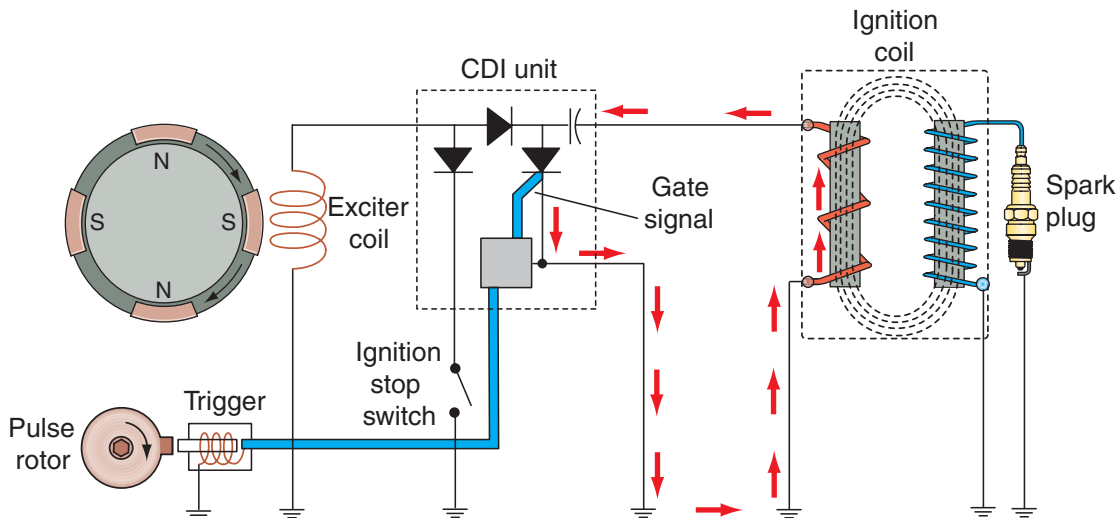 Ignition
coil
CDI unit
N
S
S
N
Exciter
coil
Gate
signal
Spark
plug
Ignition
stop
switch
Trigger
Pulse
rotor